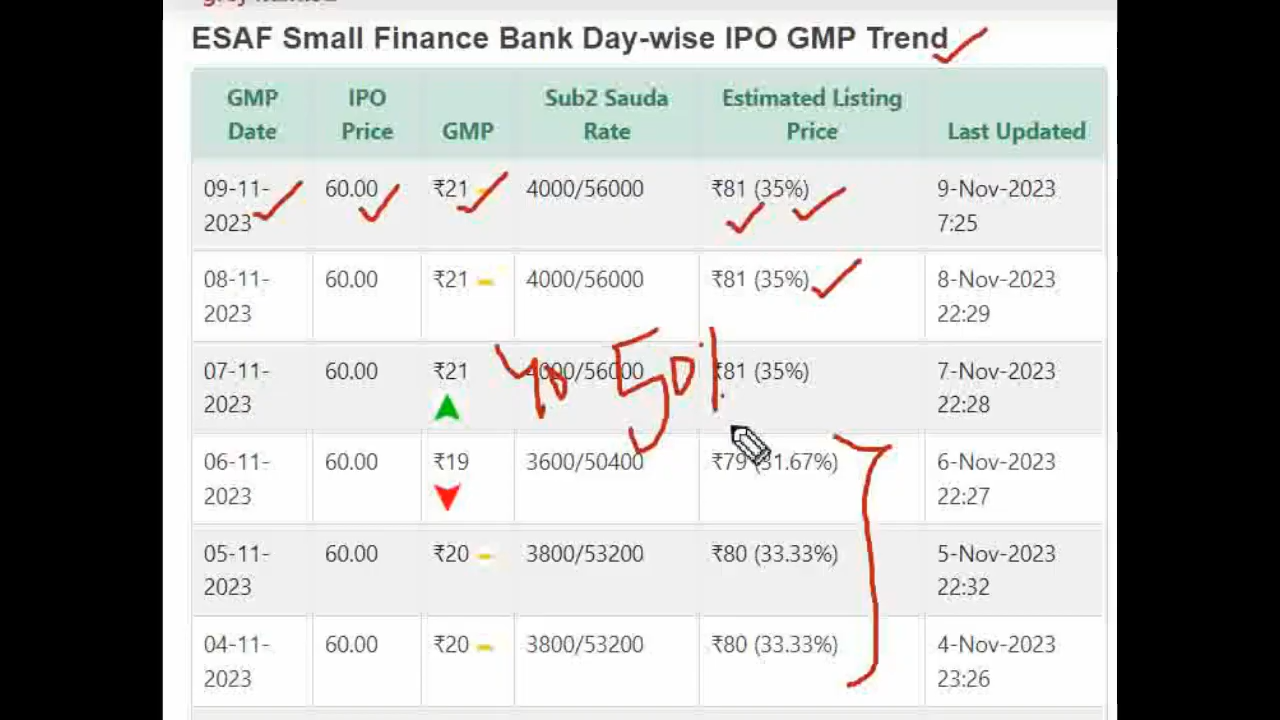 ESAF Small Finance Bank Day-wise IPO GMP Trend
GMP Date IPO Price GMP Sub2 Sauda Rate Estimated Listing Price Last Updated
09-11-2023 60.00 ₹21 4000/56000 ₹81 (35%) 9-Nov-2023 7:25
08-11-2023 60.00 ₹21 4000/56000 ₹81 (35%) 8-Nov-2023 22:29
07-11-2023 60.00 ₹21 4000/56000 ₹81 (35%) 7-Nov-2023 22:28
40 50%
06-11-2023 60.00 ₹19 3600/50400 ₹79 (31.67%) 6-Nov-2023 22:27
05-11-2023 60.00 ₹20 3800/53200 ₹80 (33.33%) 5-Nov-2023 22:32
04-11-2023 60.00 ₹20 3800/53200 ₹80 (33.33%) 4-Nov-2023 23:26